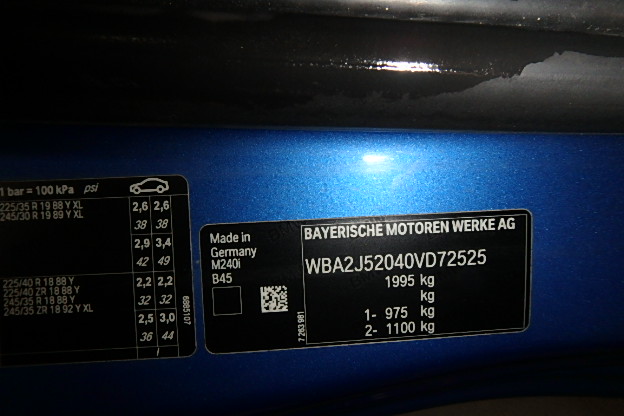 1 bar = 100 kPa psi
225/35 R 19 88 Y XL 2,6 2,6
245/30 R 19 89 Y XL
38 38
2,9 3,4
42 49
225/40 R 18 88 Y 2,2 2,2
225/40 ZR 18 88 Y
245/35 R 18 88 Y 32 32
245/35 ZR 18 92 Y XL
2,5 3,0
36 44
6885107
Made in
Germany
M240i
B45
7 263 981
BAYERISCHE MOTOREN WERKE AG
WBA2J52040VD72525
1995 kg
kg
1- 975 kg
2- 1100 kg